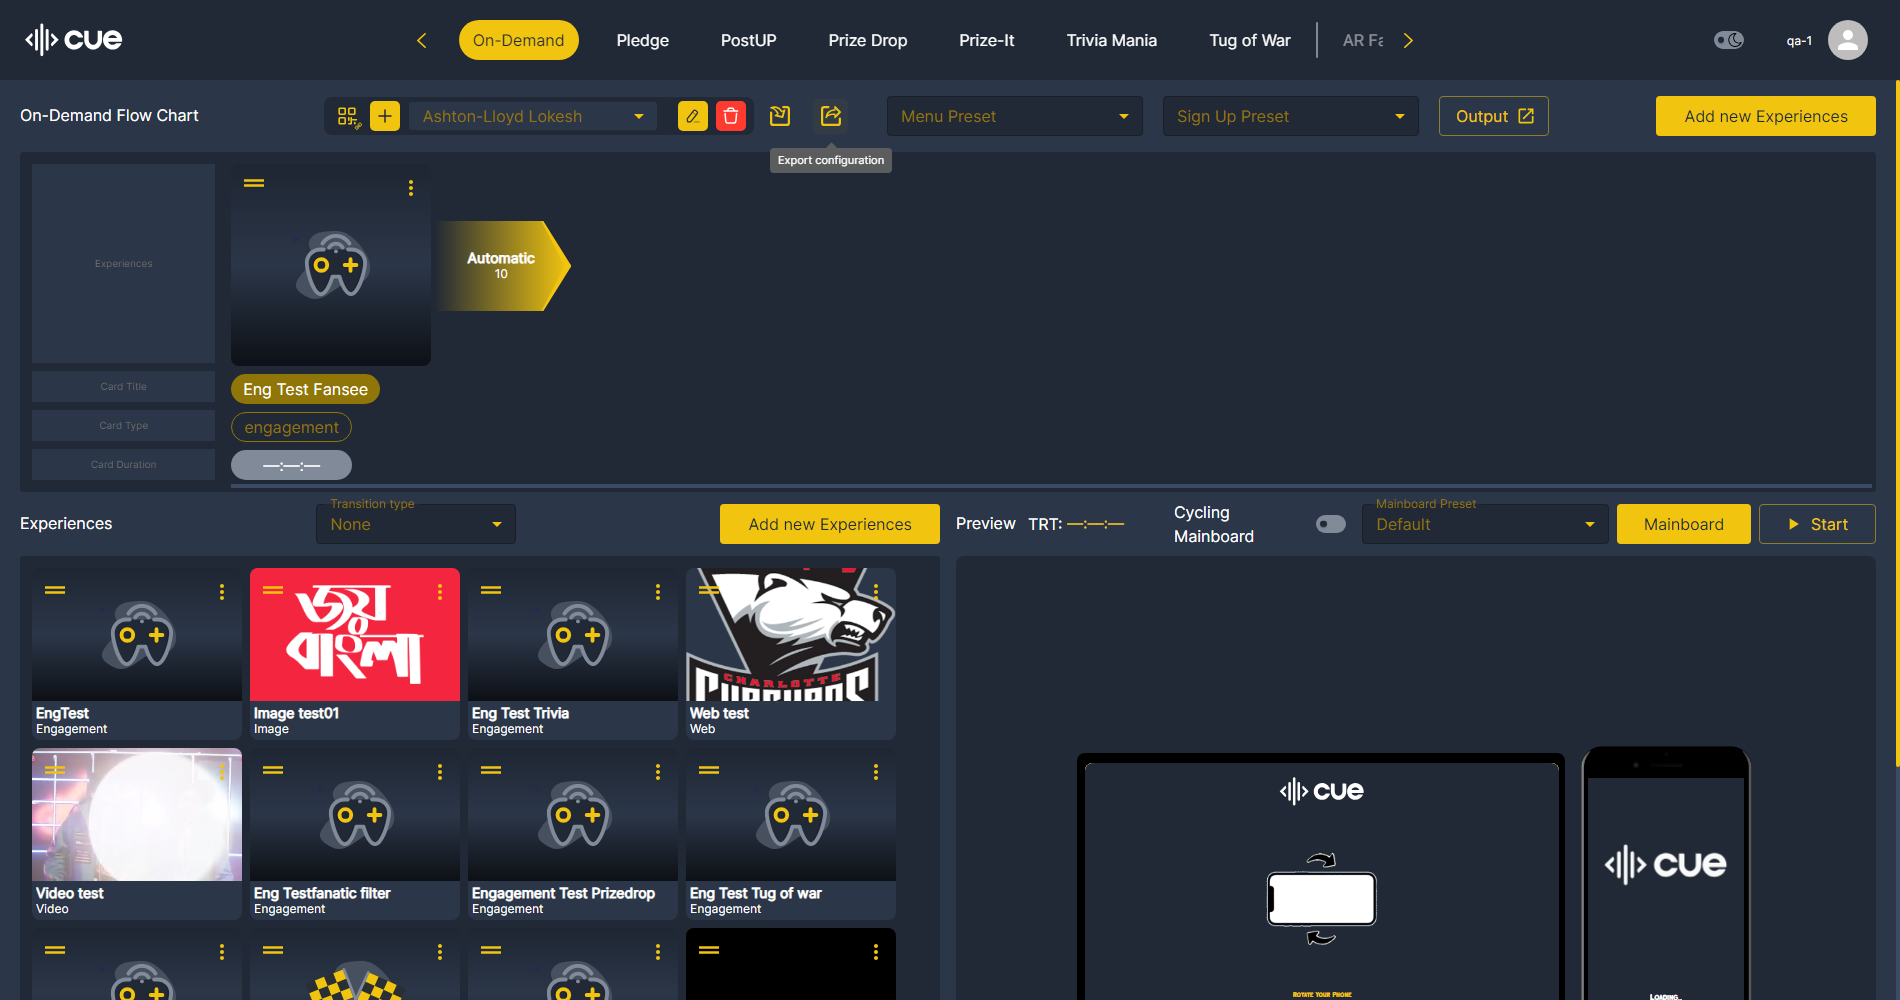 cue
On-Demand
Pledge
PostUP
Prize Drop
Prize-It
Trivia Mania
Tug of War
AR Fa
qa-1
On-Demand Flow Chart
Ashton-Lloyd Lokesh
Menu Preset
Sign Up Preset
Output
Add new Experiences
Export configuration
Experiences
Automatic
10
Card Title
Eng Test Fansee
Card Type
engagement
Card Duration
—:—:—
Experiences
Transition type
None
Add new Experiences
Preview
TRT: —:—:—
Cycling
Mainboard
Mainboard Preset
Default
Mainboard
Start
জয়
বাংলা
CHARLOTTE
EngTest
Engagement
Image test01
Image
Eng Test Trivia
Engagement
Web test
Web
Video test
Video
Eng Testfanatic filter
Engagement
Engagement Test Prizedrop
Engagement
Eng Test Tug of war
Engagement
cue
Rotate Your Phone
cue
Loading